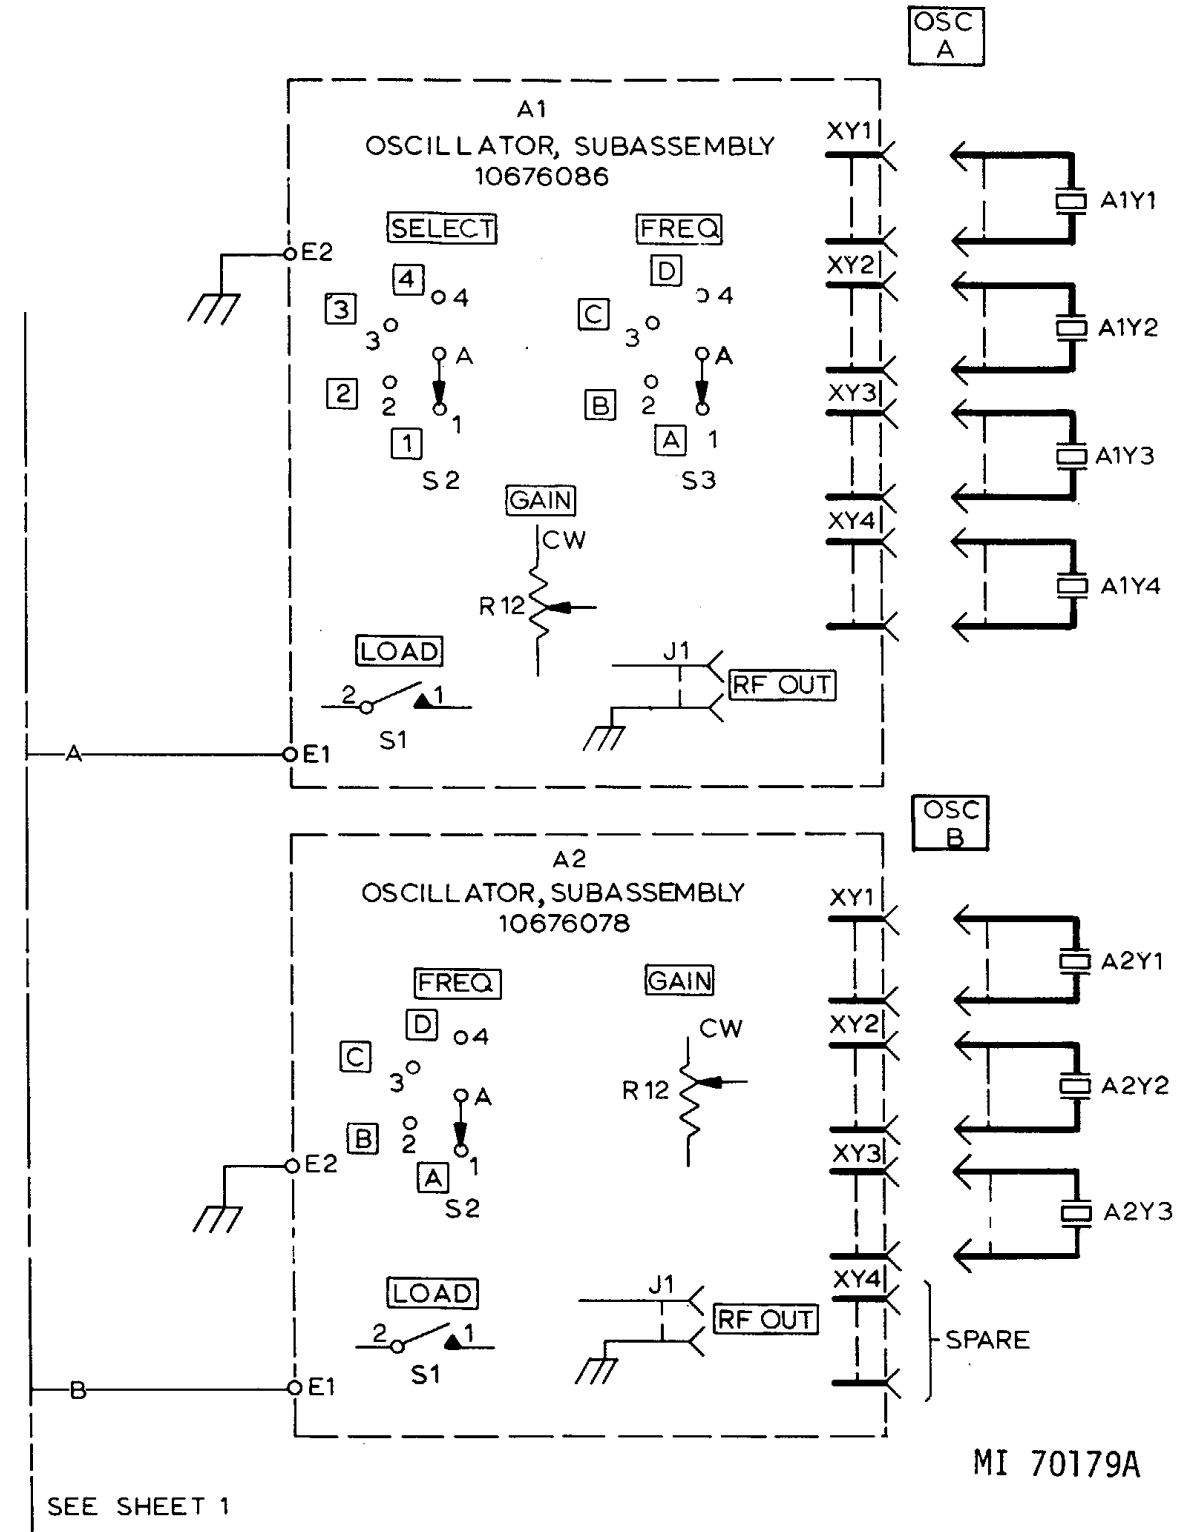 OSC
A
A1
OSCILLATOR, SUBASSEMBLY
10676086
XY1
A1Y1
SELECT
FREQ
E2
XY2
4
4
D
4
3
3
C
3
A1Y2
A
A
2
2
B
2
XY3
1
1
A
1
A1Y3
S2
S3
GAIN
XY4
CW
R12
A1Y4
LOAD
J1
RF OUT
2
1
S1
A
E1
OSC
B
A2
OSCILLATOR, SUBASSEMBLY
10676078
XY1
A2Y1
FREQ
GAIN
D
4
CW
XY2
C
3
A
R12
A2Y2
B
2
E2
1
A
S2
XY3
A2Y3
LOAD
J1
XY4
2
1
RF OUT
SPARE
S1
B
E1
MI 70179A
SEE SHEET 1